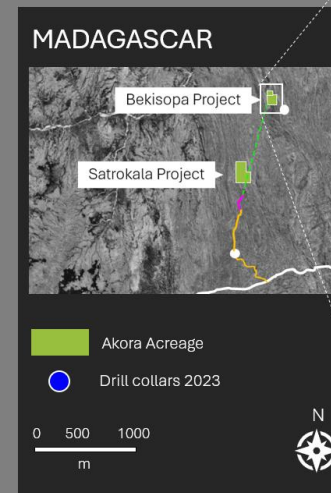 MADAGASCAR
Bekisopa Project
Satrokala Project
Akora Acreage
Drill collars 2023
0 500 1000
m
N